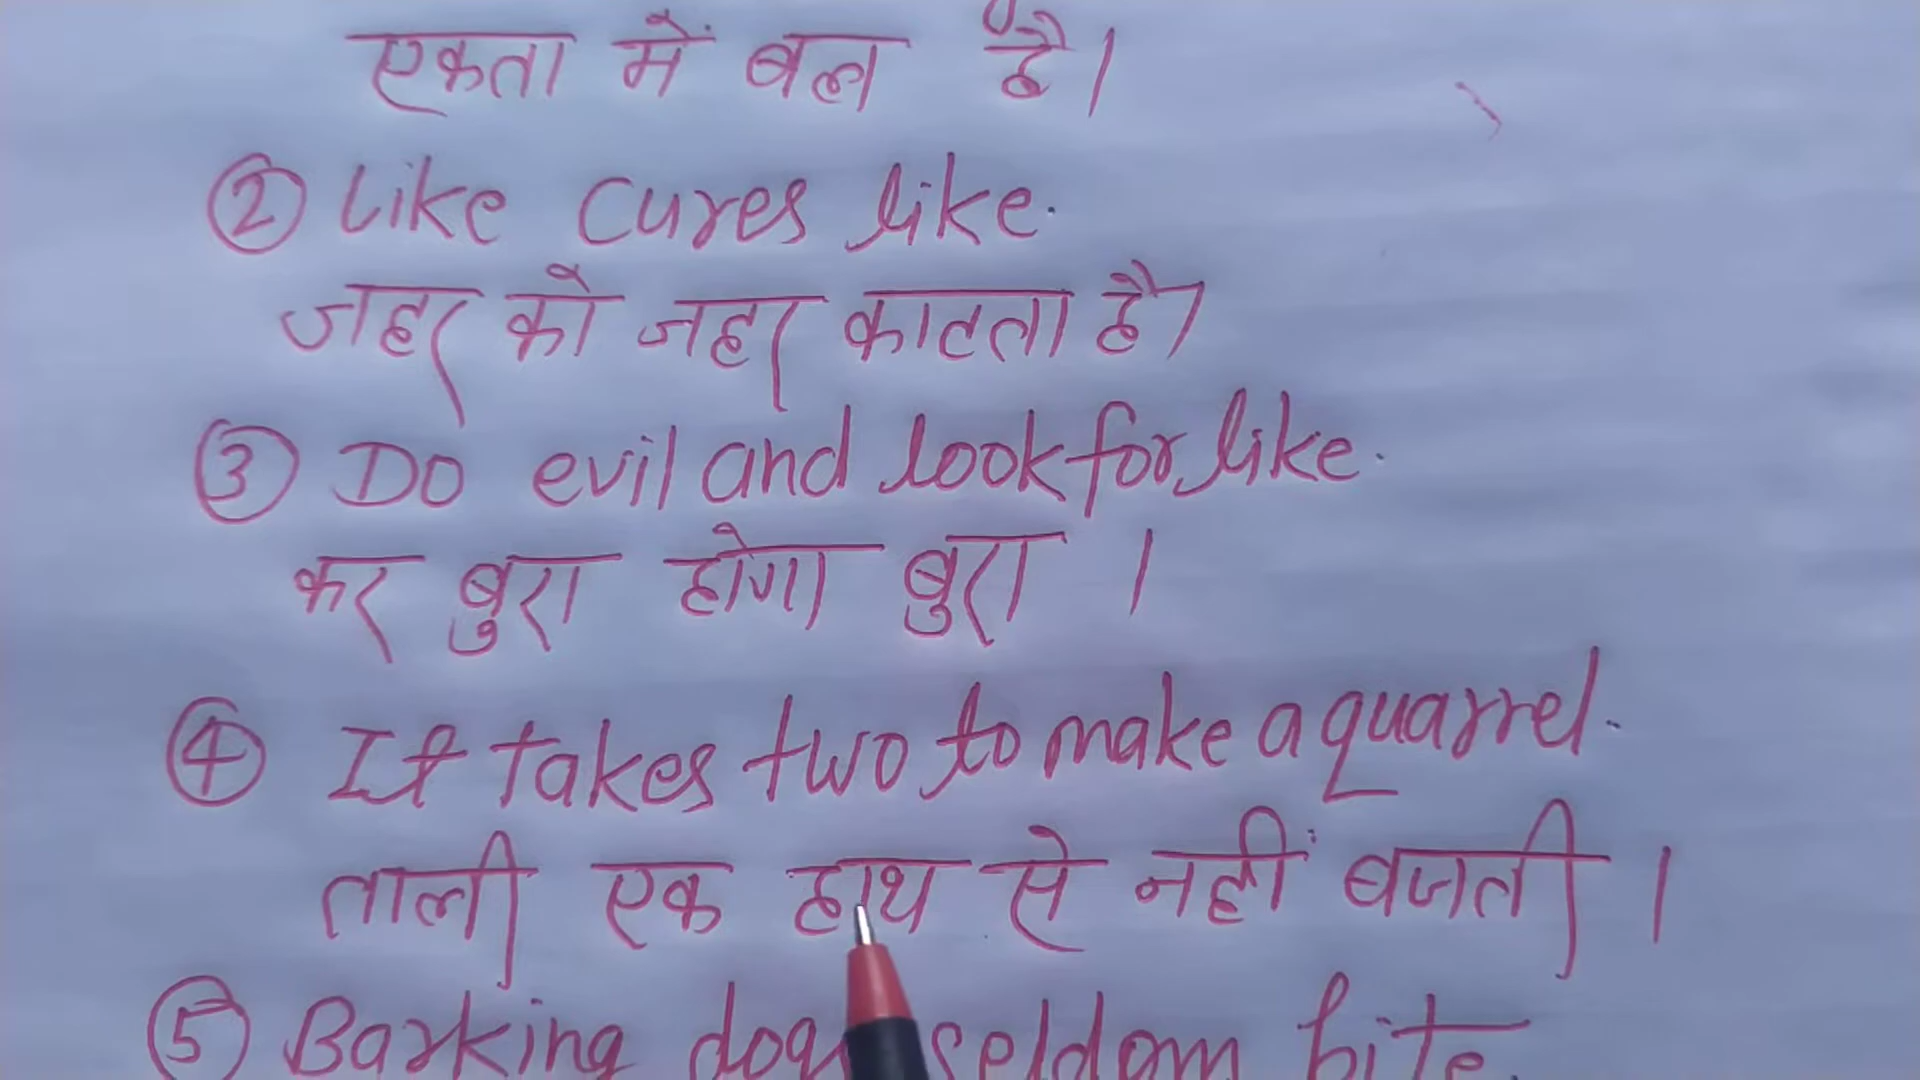 एकता में बल है।
② Like cures like.
जहर को जहर काटता है।
③ Do evil and look for like.
कर बुरा होगा बुरा ।
④ It takes two to make a quarrel.
ताली एक हाथ से नहीं बजती ।
⑤ Barking dog seldom bite.